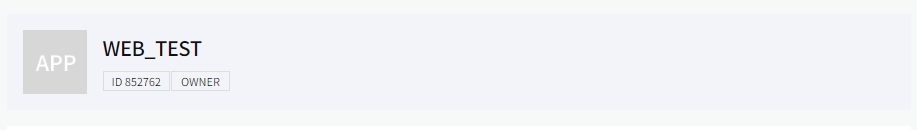 APP
WEB_TEST
ID 852762 OWNER